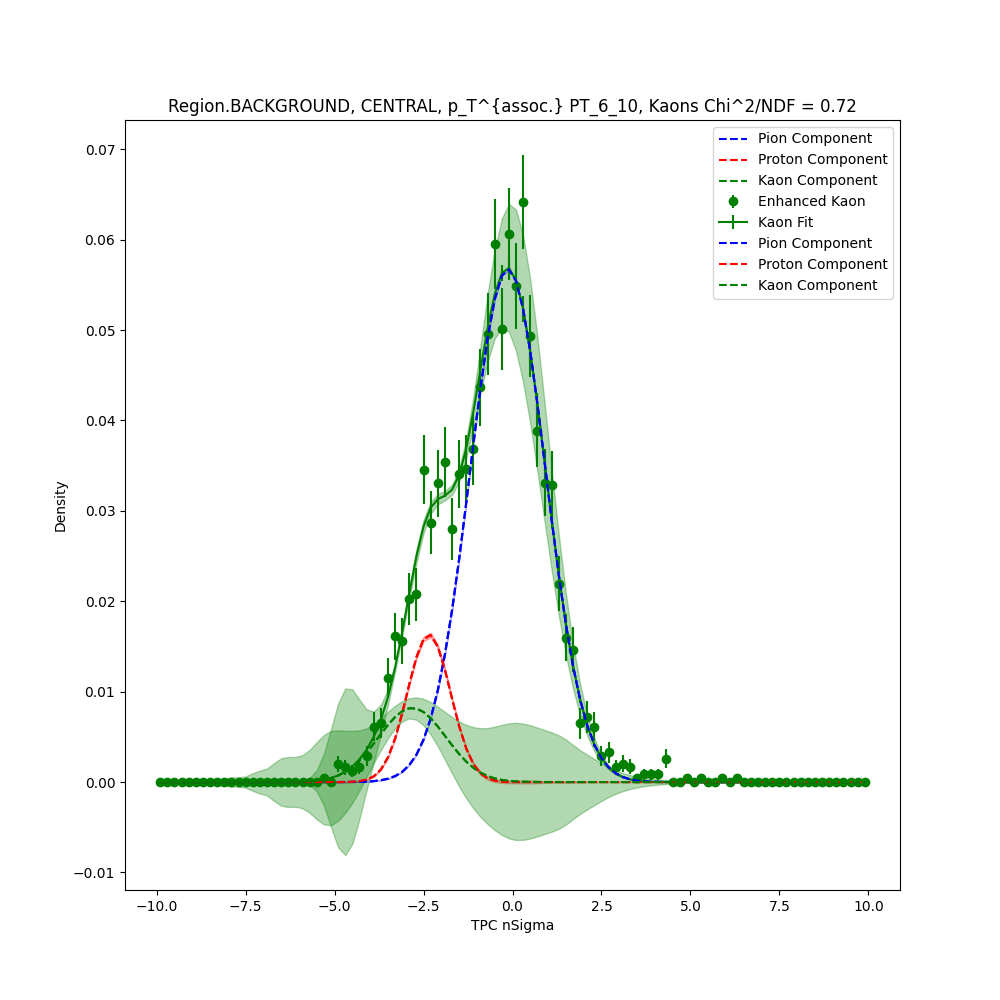 Region.BACKGROUND, CENTRAL, p_T^{assoc.} PT_6_10, Kaons Chi^2/NDF = 0.72
Pion Component
Proton Component
Kaon Component
Enhanced Kaon
Kaon Fit
Pion Component
Proton Component
Kaon Component
0.07
0.06
0.05
0.04
0.03
0.02
0.01
0.00
−0.01
Density
−10.0 −7.5 −5.0 −2.5 0.0 2.5 5.0 7.5 10.0
TPC nSigma